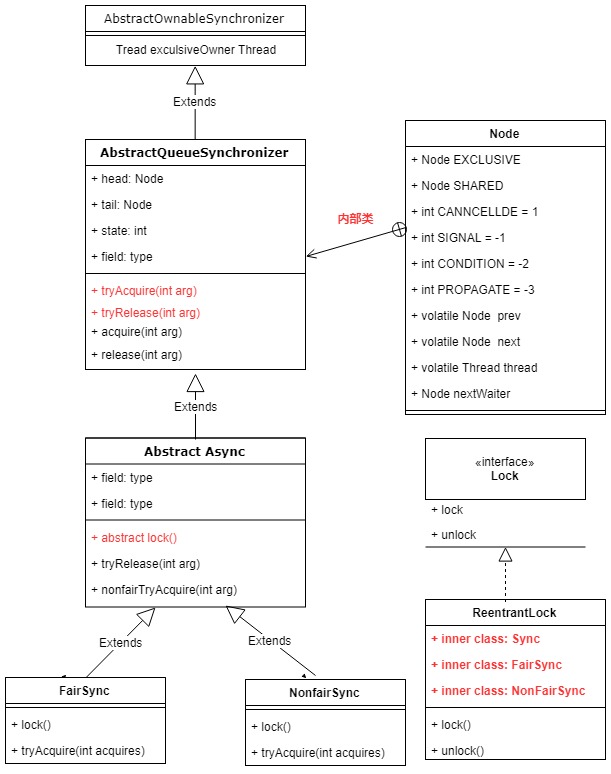 AbstractOwnableSynchronizer
Tread exculsiveOwner Thread
Extends
AbstractQueueSynchronizer
+ head: Node
+ tail: Node
+ state: int
+ field: type
+ tryAcquire(int arg)
+ tryRelease(int arg)
+ acquire(int arg)
+ release(int arg)
内部类
Node
+ Node EXCLUSIVE
+ Node SHARED
+ int CANNCELLDE = 1
+ int SIGNAL = -1
+ int CONDITION = -2
+ int PROPAGATE = -3
+ volatile Node prev
+ volatile Node next
+ volatile Thread thread
+ Node nextWaiter
Extends
Abstract Async
+ field: type
+ field: type
+ abstract lock()
+ tryRelease(int arg)
+ nonfairTryAcquire(int arg)
«interface»
Lock
+ lock
+ unlock
Extends
Extends
FairSync
+ lock()
+ tryAcquire(int acquires)
NonfairSync
+ lock()
+ tryAcquire(int acquires)
ReentrantLock
+ inner class: Sync
+ inner class: FairSync
+ inner class: NonFairSync
+ lock()
+ unlock()